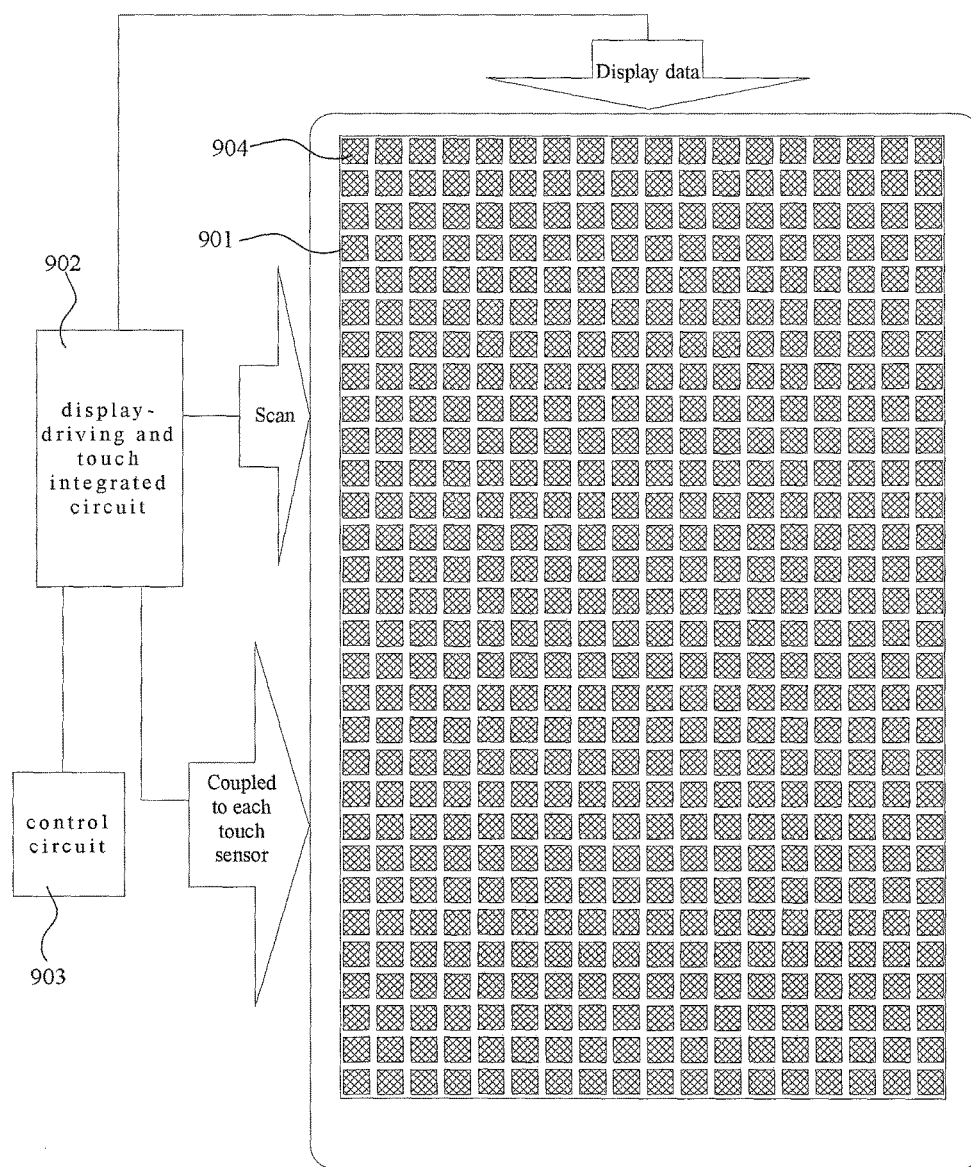 Display data
904
901
902
display-
driving and
touch
integrated
circuit
Scan
Coupled
to each
touch
sensor
control
circuit
903